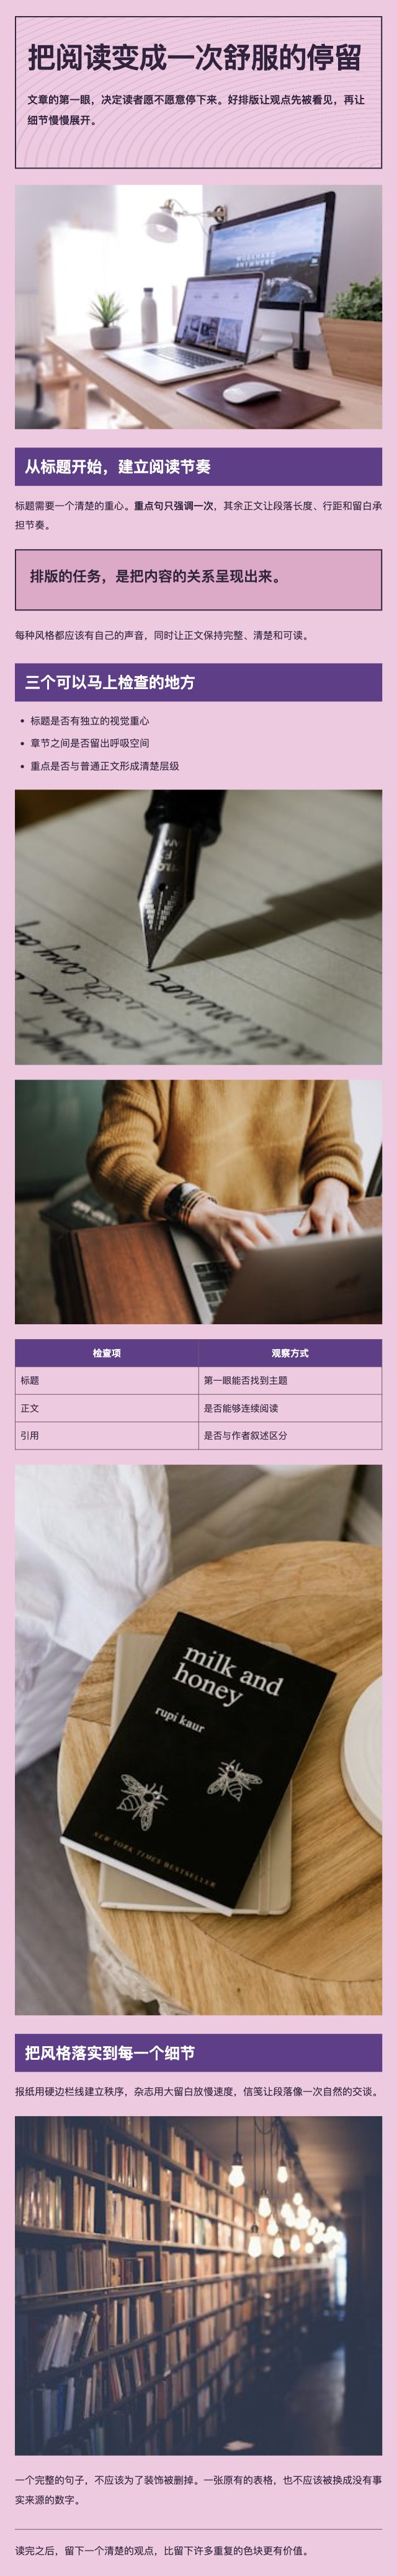 把阅读变成一次舒服的停留
文章的第一眼，决定读者愿不愿意停下来。好排版让观点先被看见，再让
细节慢慢展开。
从标题开始，建立阅读节奏
标题需要一个清楚的重心。重点句只强调一次，其余正文让段落长度、行距和留白承
担节奏。
排版的任务，是把内容的关系呈现出来。
每种风格都应该有自己的声音，同时让正文保持完整、清楚和可读。
三个可以马上检查的地方
• 标题是否有独立的视觉重心
• 章节之间是否留出呼吸空间
• 重点是否与普通正文形成清楚层级
检查项 观察方式
标题 第一眼能否找到主题
正文 是否能够连续阅读
引用 是否与作者叙述区分
milk and
honey
rupi kaur
NEW YORK TIMES BESTSELLER
把风格落实到每一个细节
报纸用硬边栏线建立秩序，杂志用大留白放慢速度，信笺让段落像一次自然的交谈。
一个完整的句子，不应该为了装饰被删掉。一张原有的表格，也不应该被换成没有事
实来源的数字。
读完之后，留下一个清楚的观点，比留下许多重复的色块更有价值。